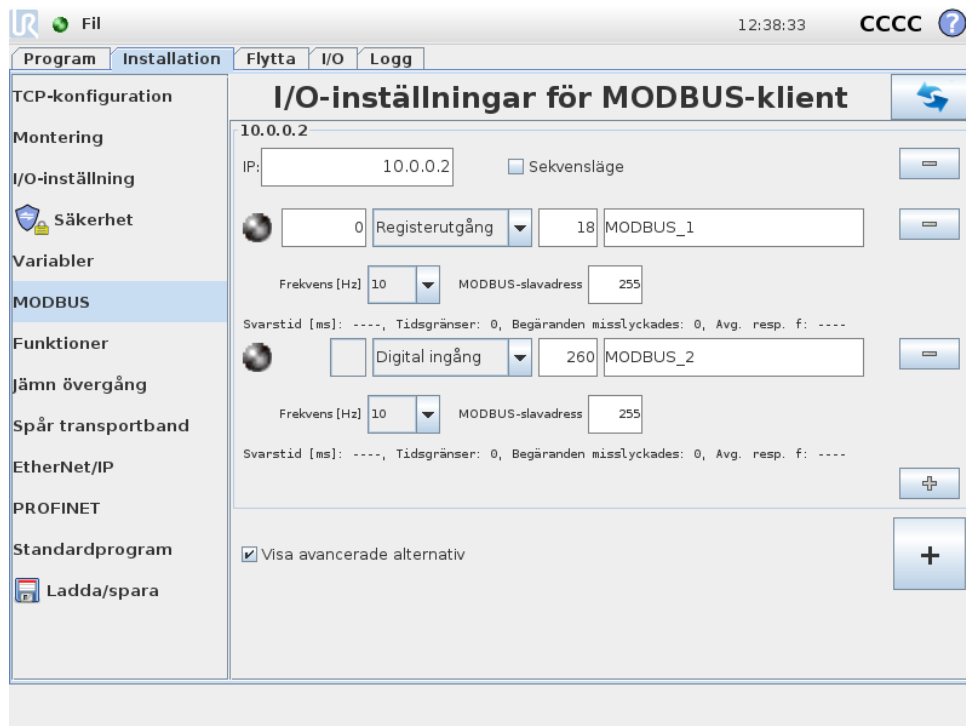 Fil 12:38:33 CCCC ?
Program Installation Flytta I/O Logg
TCP-konfiguration
Montering
I/O-inställning
Säkerhet
Variabler
MODBUS
Funktioner
Jämn övergång
Spår transportband
EtherNet/IP
PROFINET
Standardprogram
Ladda/spara
I/O-inställningar för MODBUS-klient
10.0.0.2
IP: 10.0.0.2 Sekvensläge
0 Registerutgång 18 MODBUS_1
Frekvens [Hz] 10 MODBUS-slavadress 255
Svarstid [ms]: ----, Tidsgränser: 0, Begäranden misslyckades: 0, Avg. resp. f: ----
Digital ingång 260 MODBUS_2
Frekvens [Hz] 10 MODBUS-slavadress 255
Svarstid [ms]: ----, Tidsgränser: 0, Begäranden misslyckades: 0, Avg. resp. f: ----
Visa avancerade alternativ